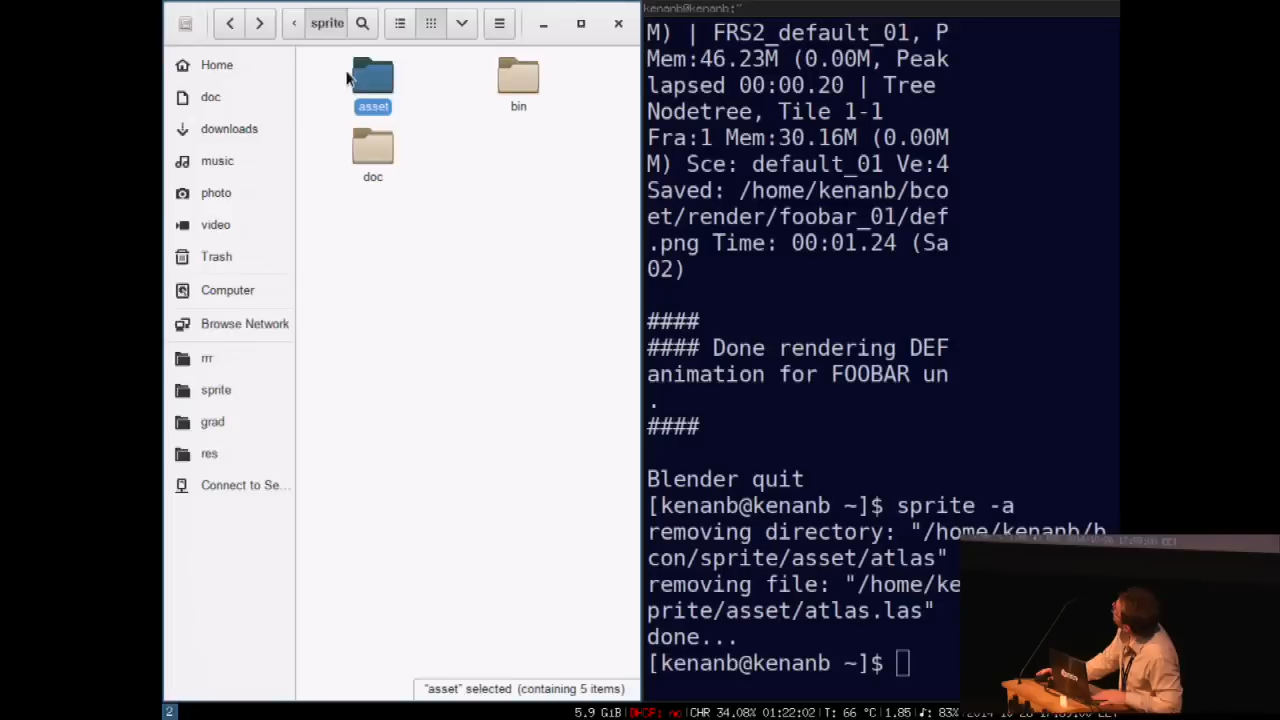 sprite
Home
doc
downloads
music
photo
video
Trash
Computer
Browse Network
rrr
sprite
grad
res
Connect to Se...
asset
bin
doc
"asset" selected (containing 5 items)
kenanb@kenanb:~
M) | FRS2_default_01, P
Mem:46.23M (0.00M, Peak
lapsed 00:00.20 | Tree
Nodetree, Tile 1-1
Fra:1 Mem:30.16M (0.00M
M) Sce: default_01 Ve:4
Saved: /home/kenanb/bco
et/render/foobar_01/def
.png Time: 00:01.24 (Sa
02)
####
#### Done rendering DEF
animation for FOOBAR un
.
####
Blender quit
[kenanb@kenanb ~]$ sprite -a
removing directory: "/home/kenanb/b
con/sprite/asset/atlas"
removing file: "/home/ke
prite/asset/atlas.las"
done...
[kenanb@kenanb ~]$
2
5.9 GiB|DHCP: no|CHR 34.08% 01:22:02|T: 66 °C|1.85|♪: 83%